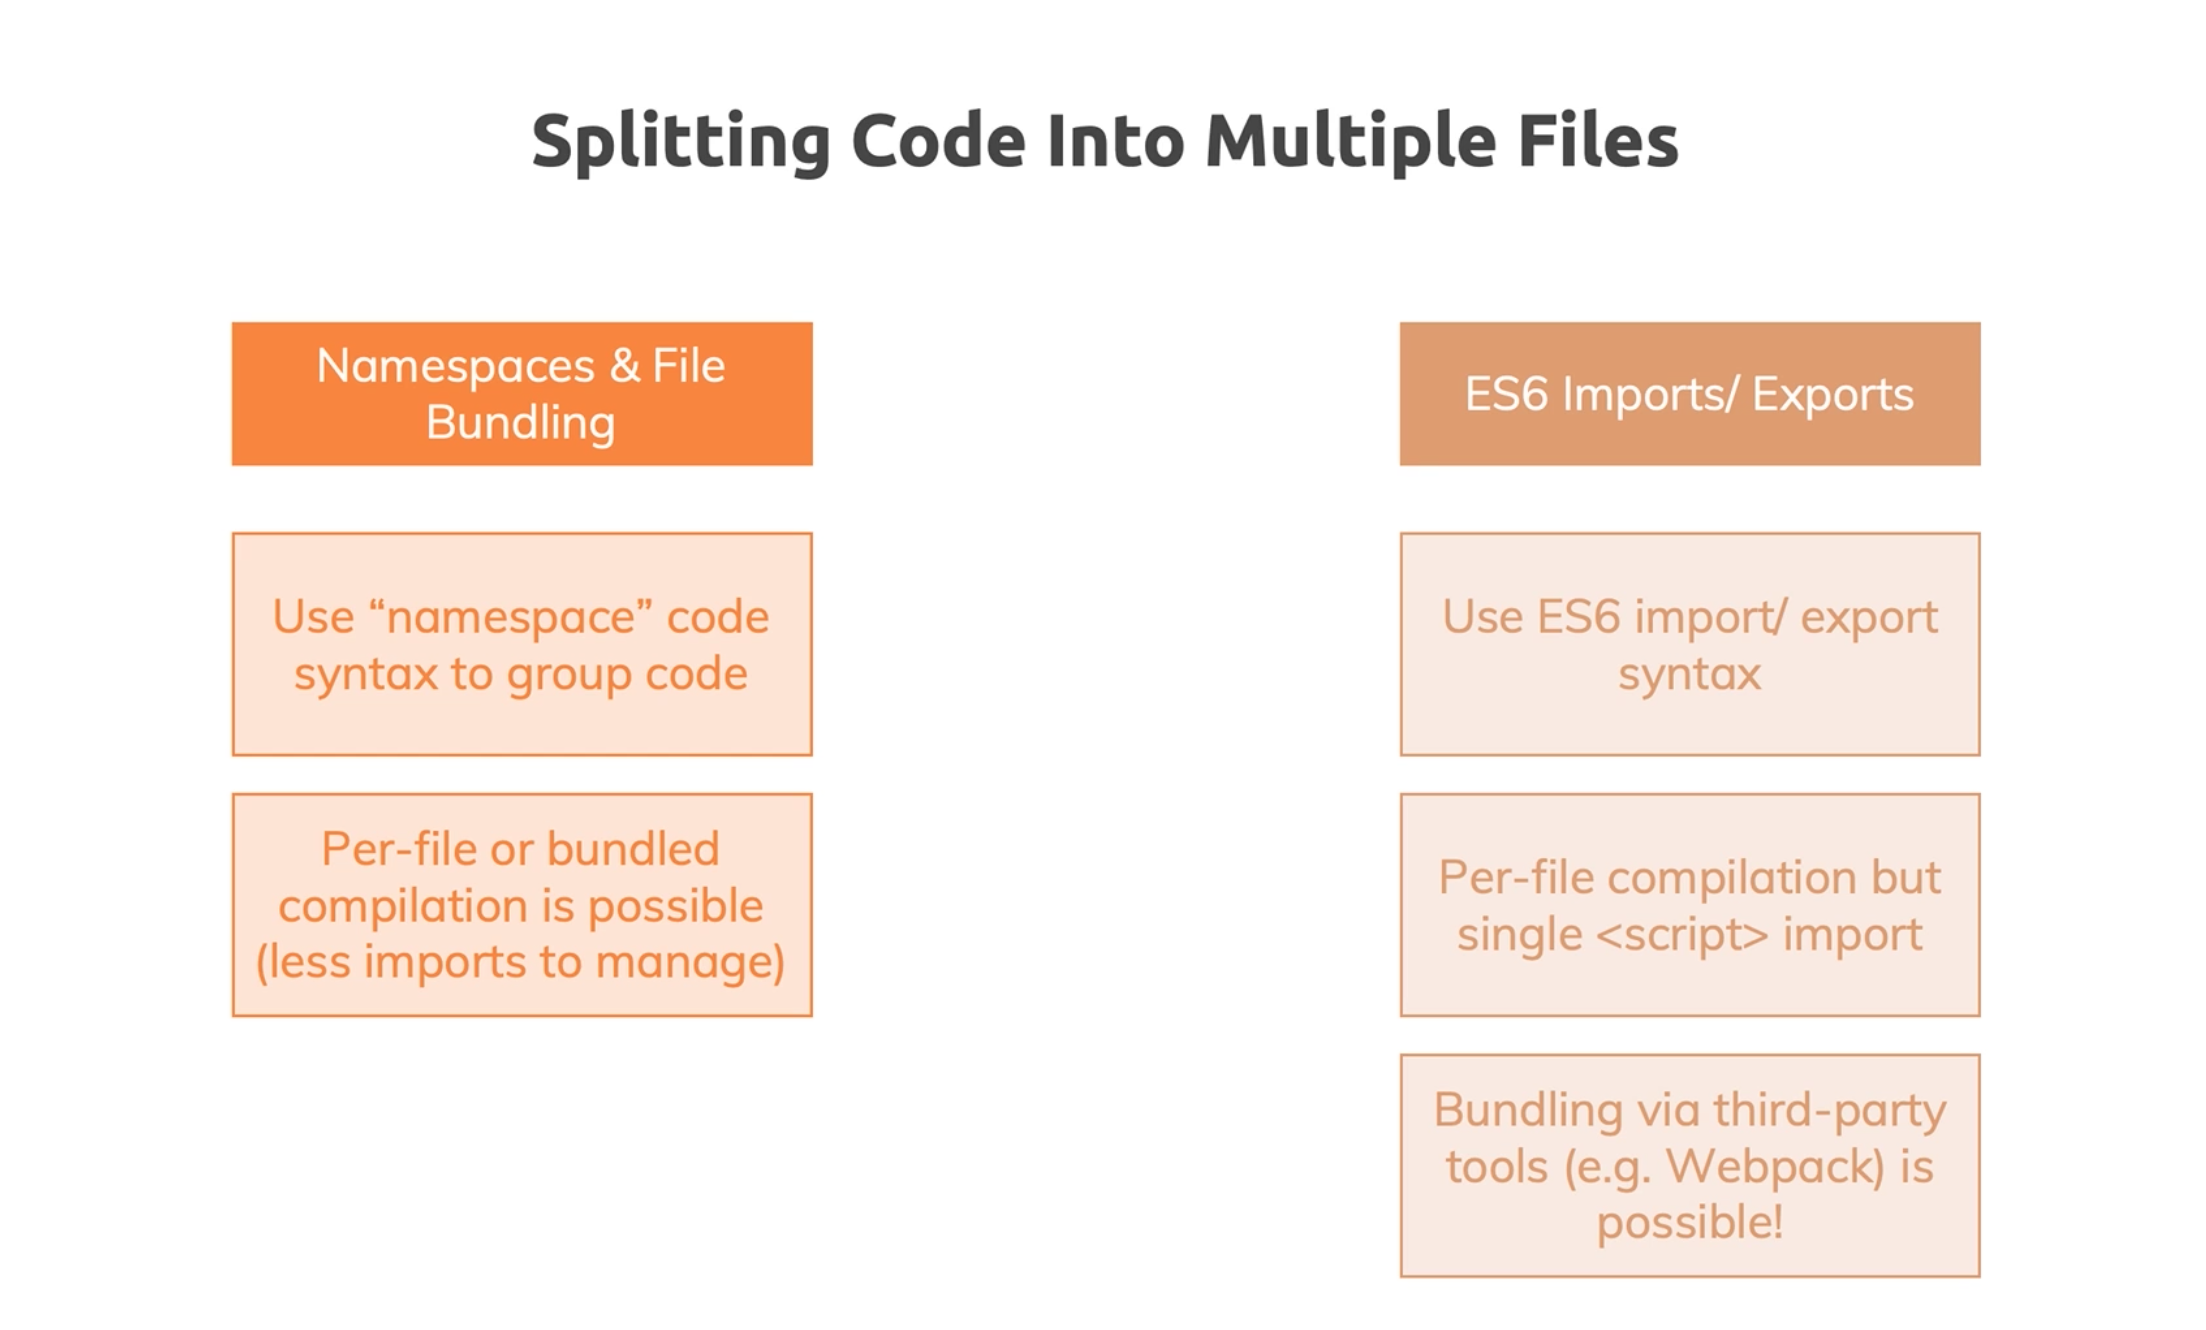 Splitting Code Into Multiple Files
Namespaces & File
Bundling
Use “namespace” code
syntax to group code
Per-file or bundled
compilation is possible
(less imports to manage)
ES6 Imports/ Exports
Use ES6 import/ export
syntax
Per-file compilation but
single <script> import
Bundling via third-party
tools (e.g. Webpack) is
possible!